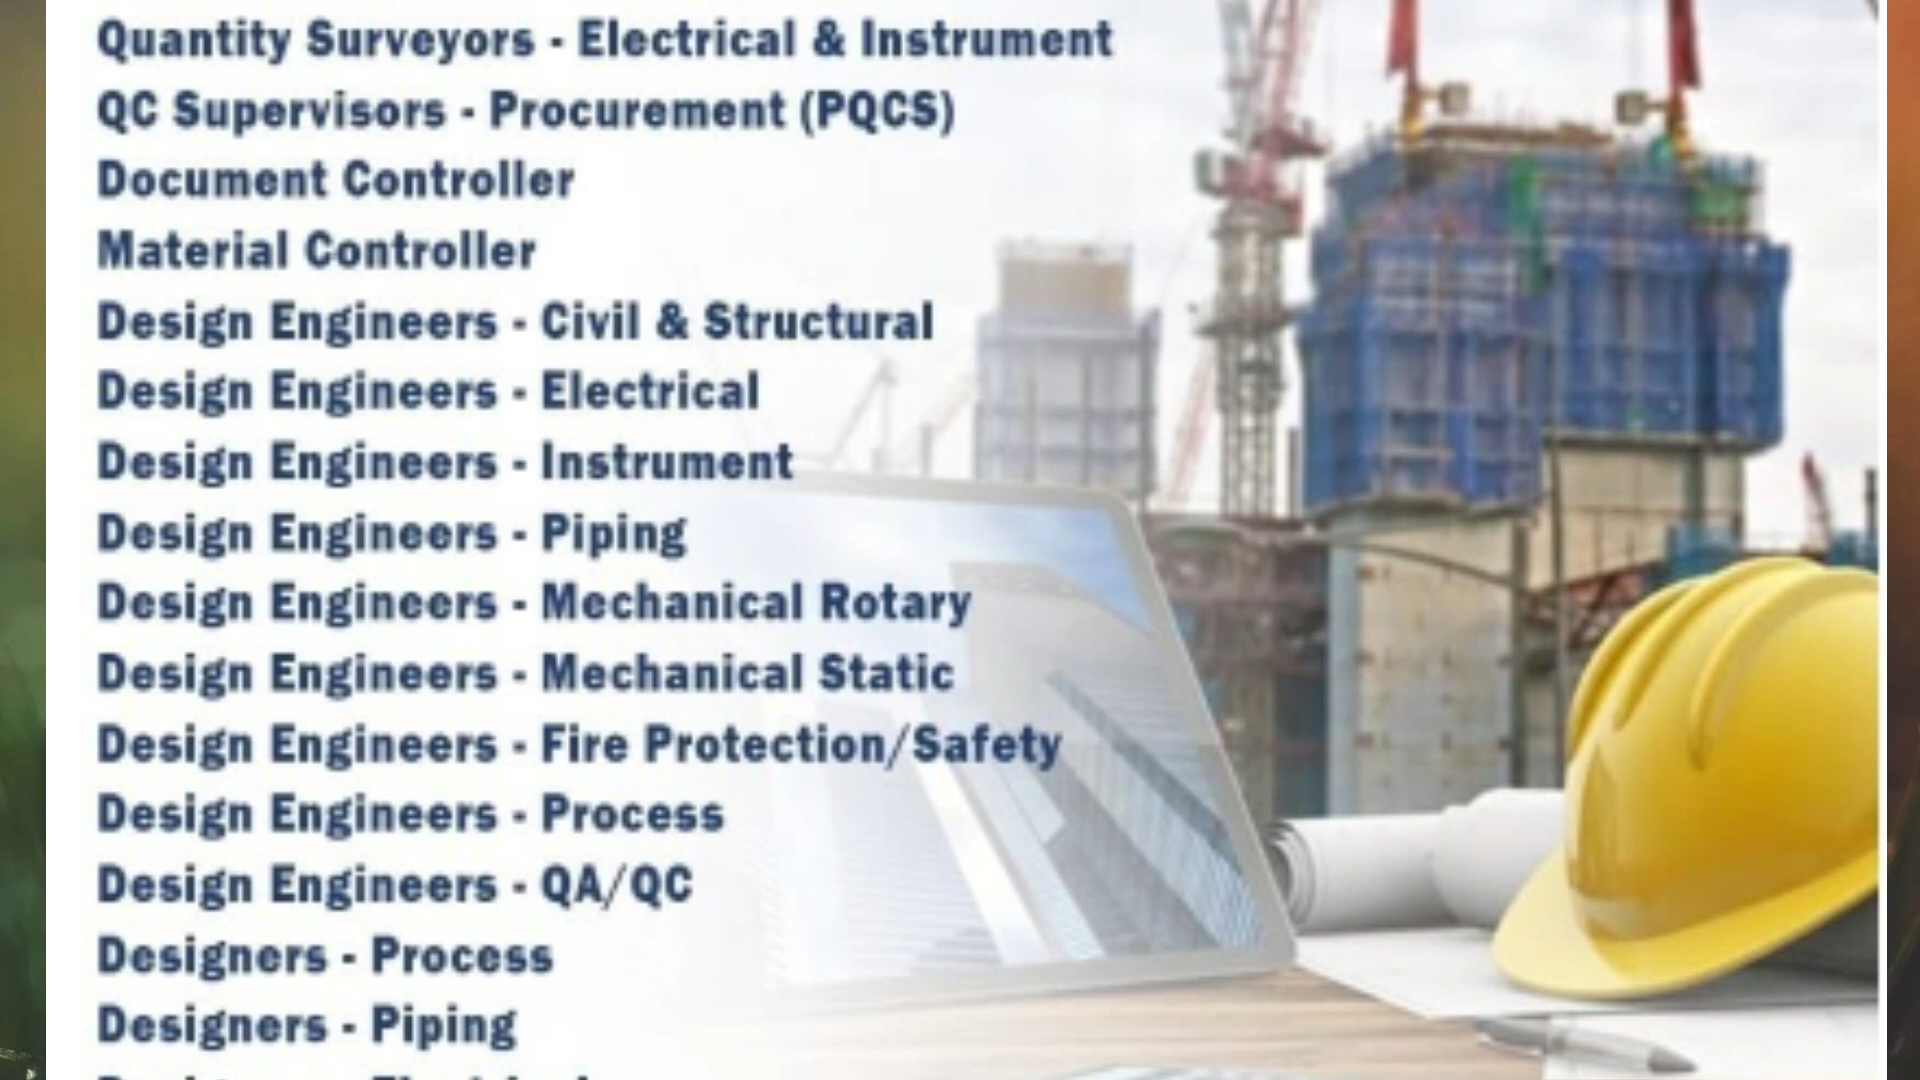 Quantity Surveyors - Electrical & Instrument
QC Supervisors - Procurement (PQCS)
Document Controller
Material Controller
Design Engineers - Civil & Structural
Design Engineers - Electrical
Design Engineers - Instrument
Design Engineers - Piping
Design Engineers - Mechanical Rotary
Design Engineers - Mechanical Static
Design Engineers - Fire Protection/Safety
Design Engineers - Process
Design Engineers - QA/QC
Designers - Process
Designers - Piping